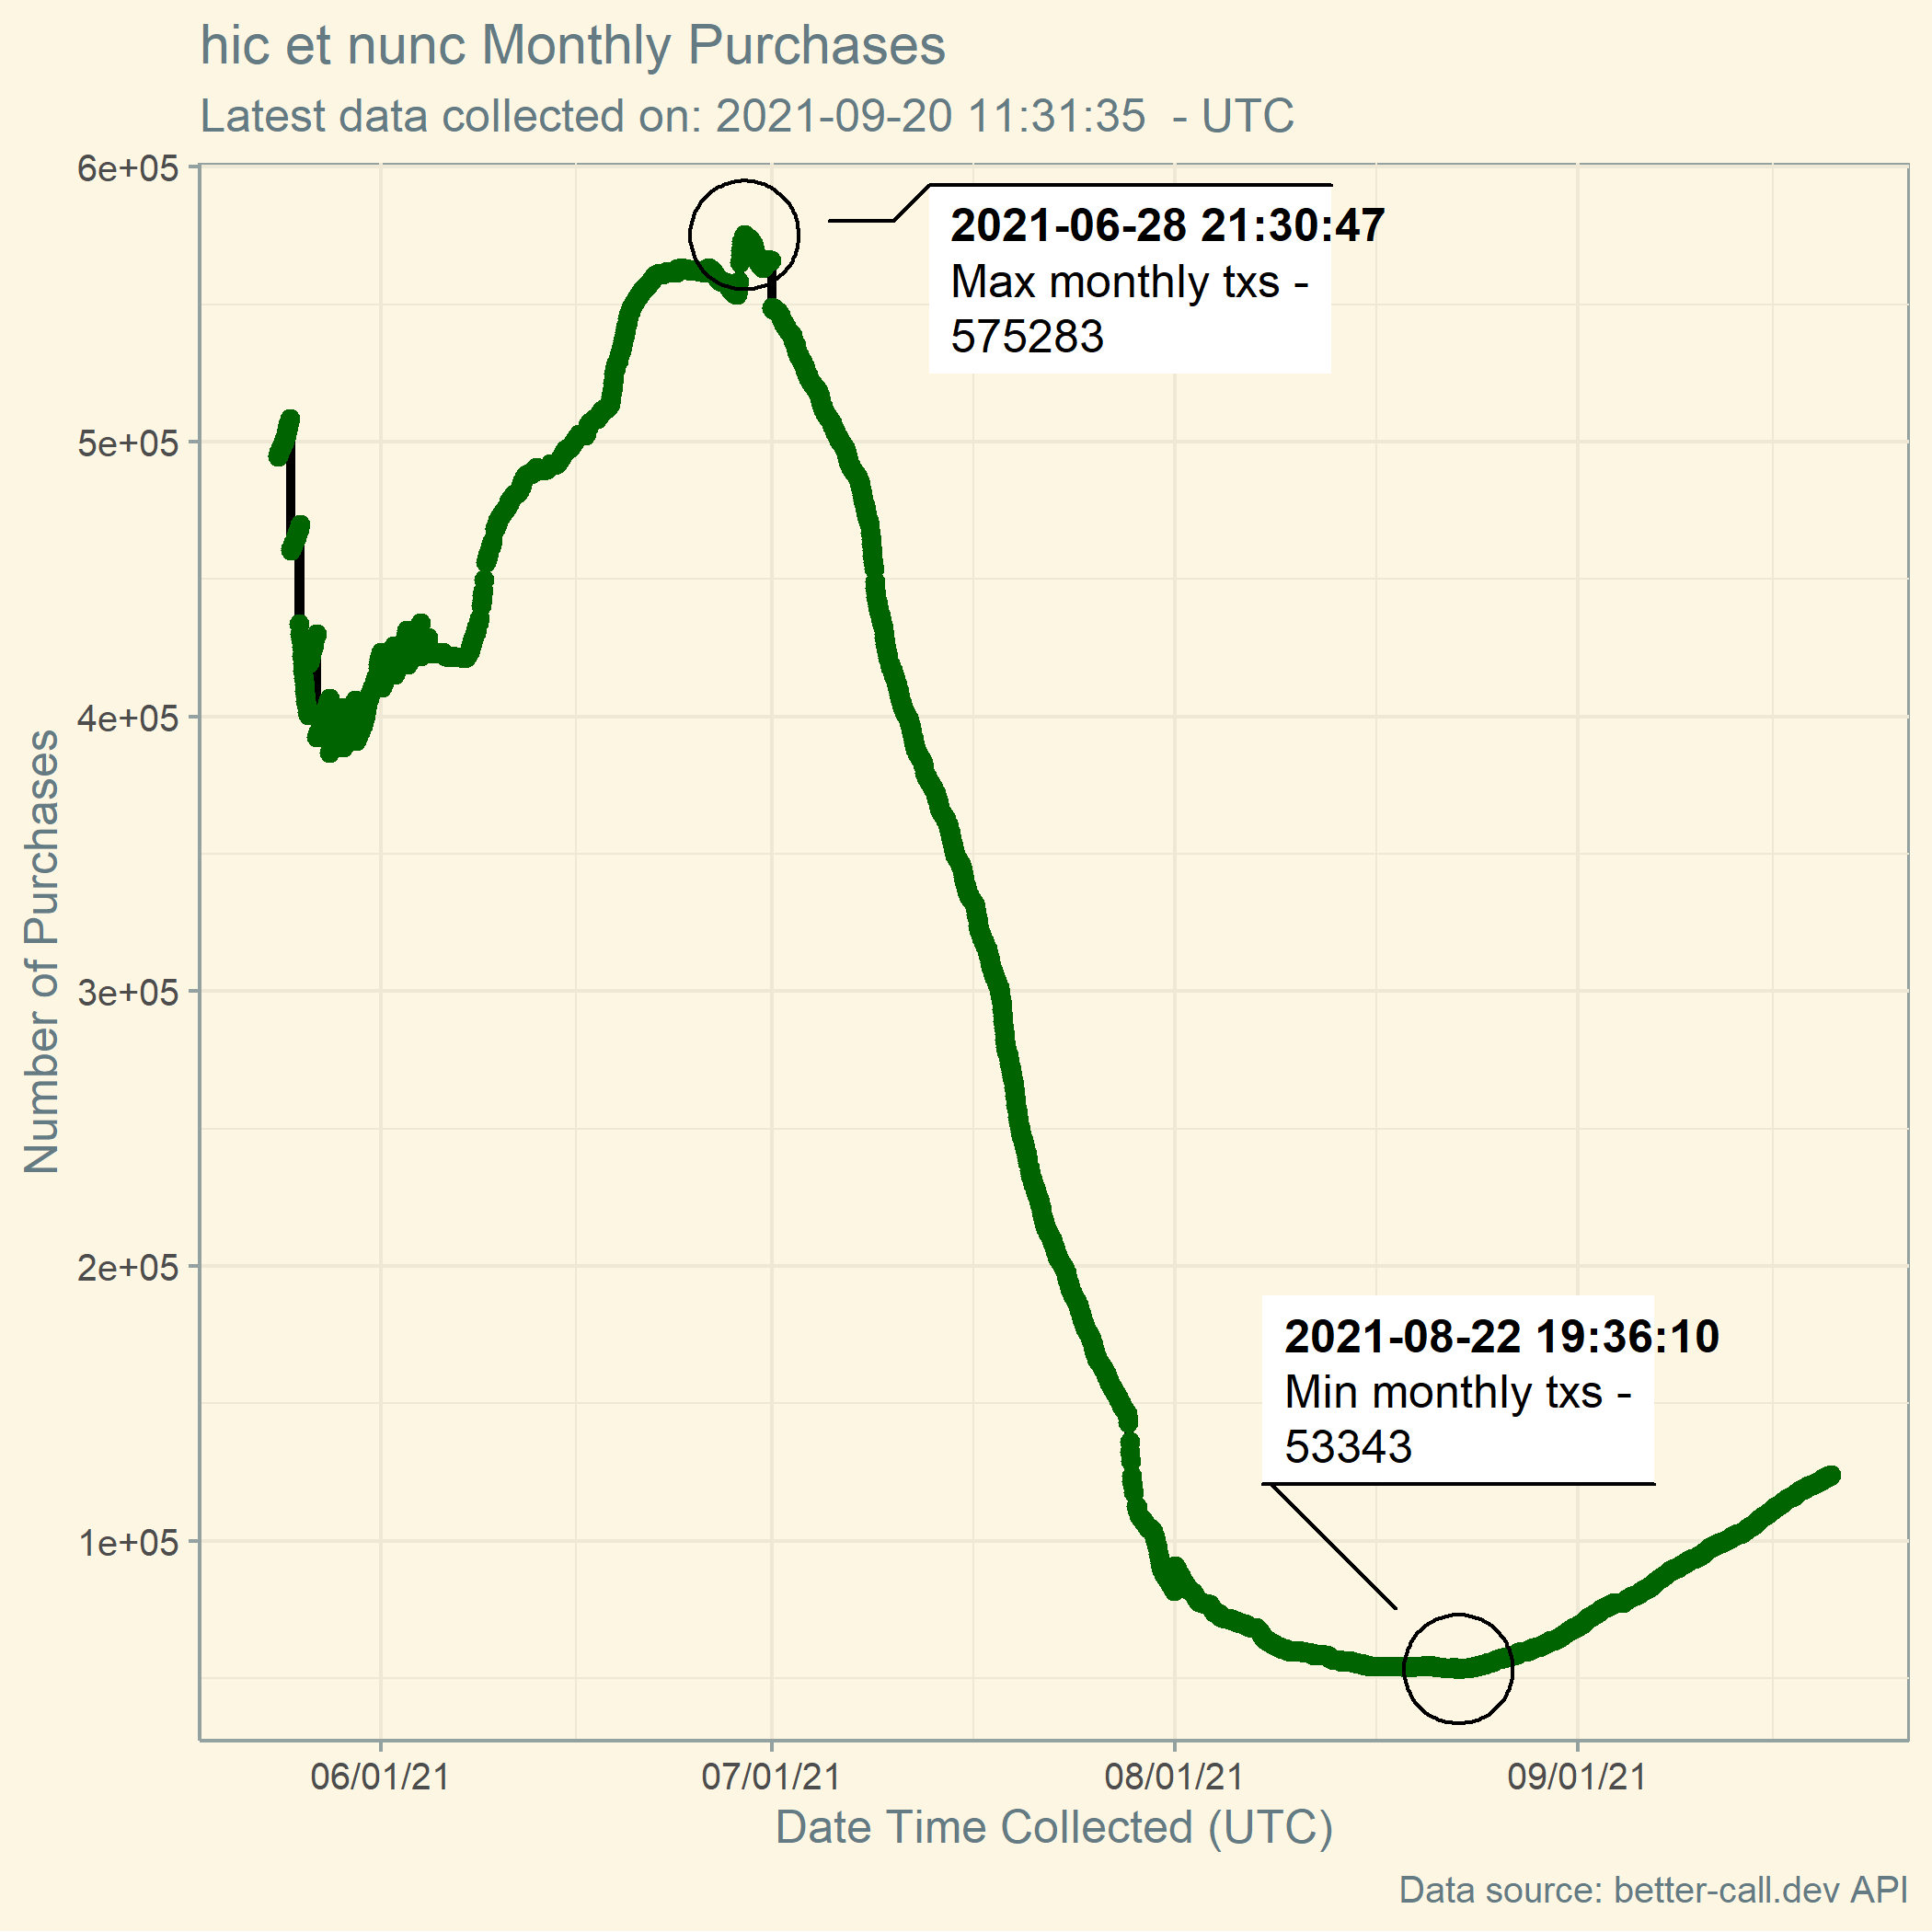 hic et nunc Monthly Purchases
Latest data collected on: 2021-09-20 11:31:35  - UTC
6e+05
5e+05
4e+05
3e+05
2e+05
1e+05
Number of Purchases
2021-06-28 21:30:47
Max monthly txs -
575283
2021-08-22 19:36:10
Min monthly txs -
53343
06/01/21
07/01/21
08/01/21
09/01/21
Date Time Collected (UTC)
Data source: better-call.dev API